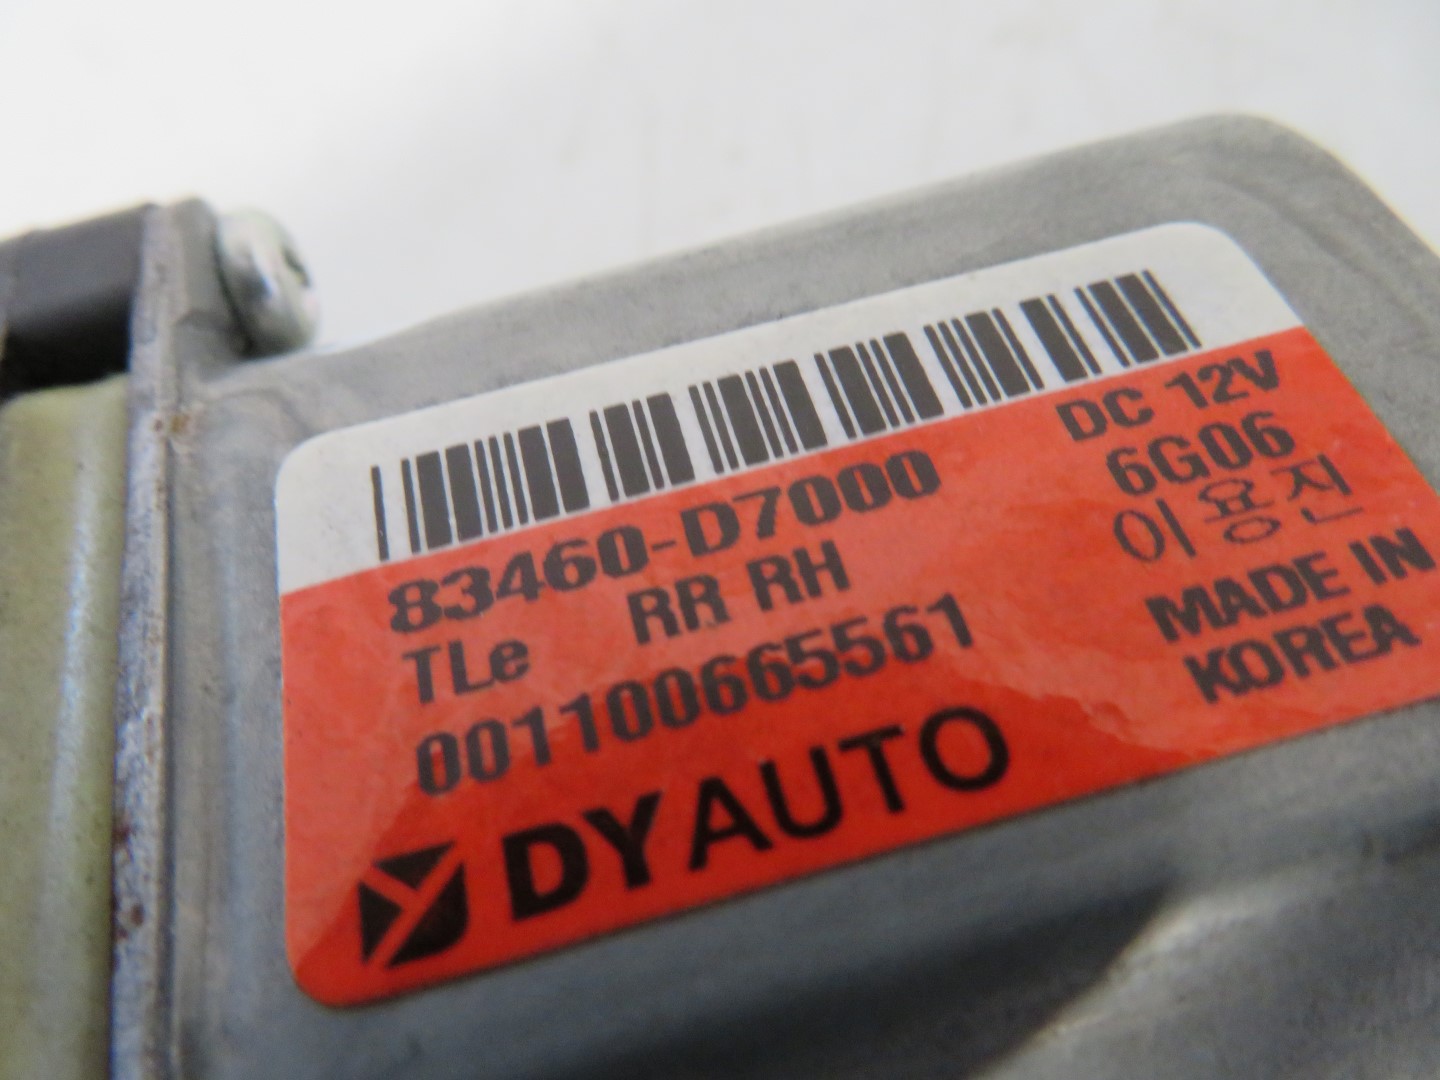 83460-D7000
DC 12V
TLe RR RH
6G06
001100665561
이용진
DYAUTO
MADE IN
KOREA